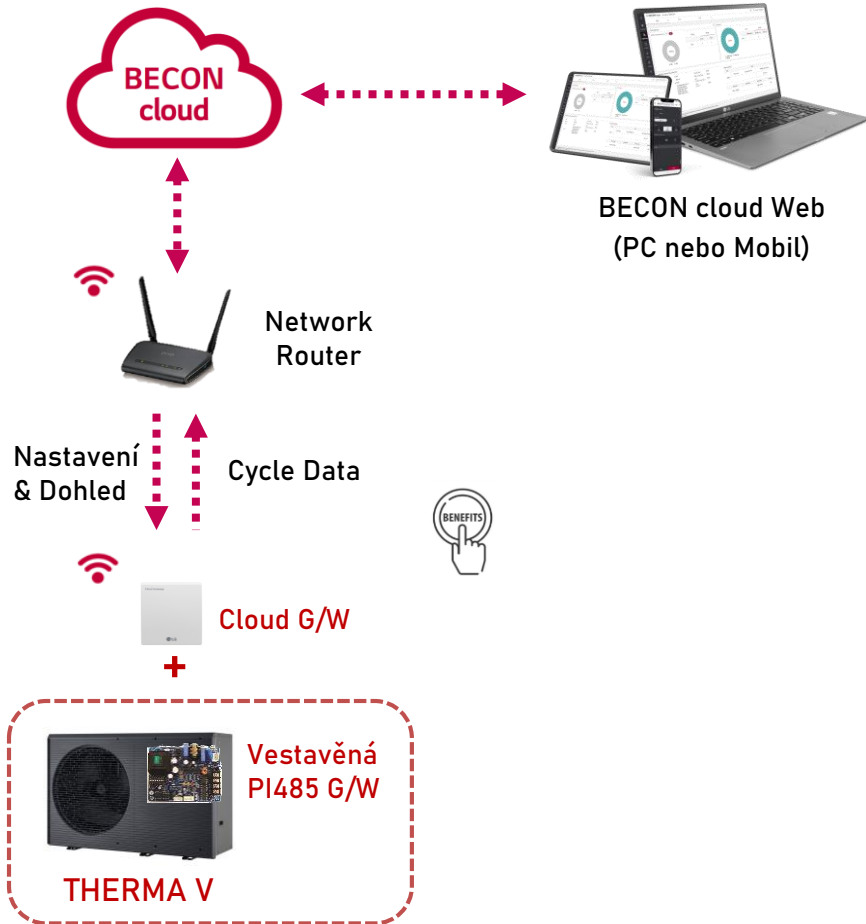 BECON
cloud
BECON cloud Web
(PC nebo Mobil)
Network
Router
Nastavení
& Dohled
Cycle Data
BENEFITS
Cloud G/W
LG
+
Vestavěná
PI485 G/W
THERMA V